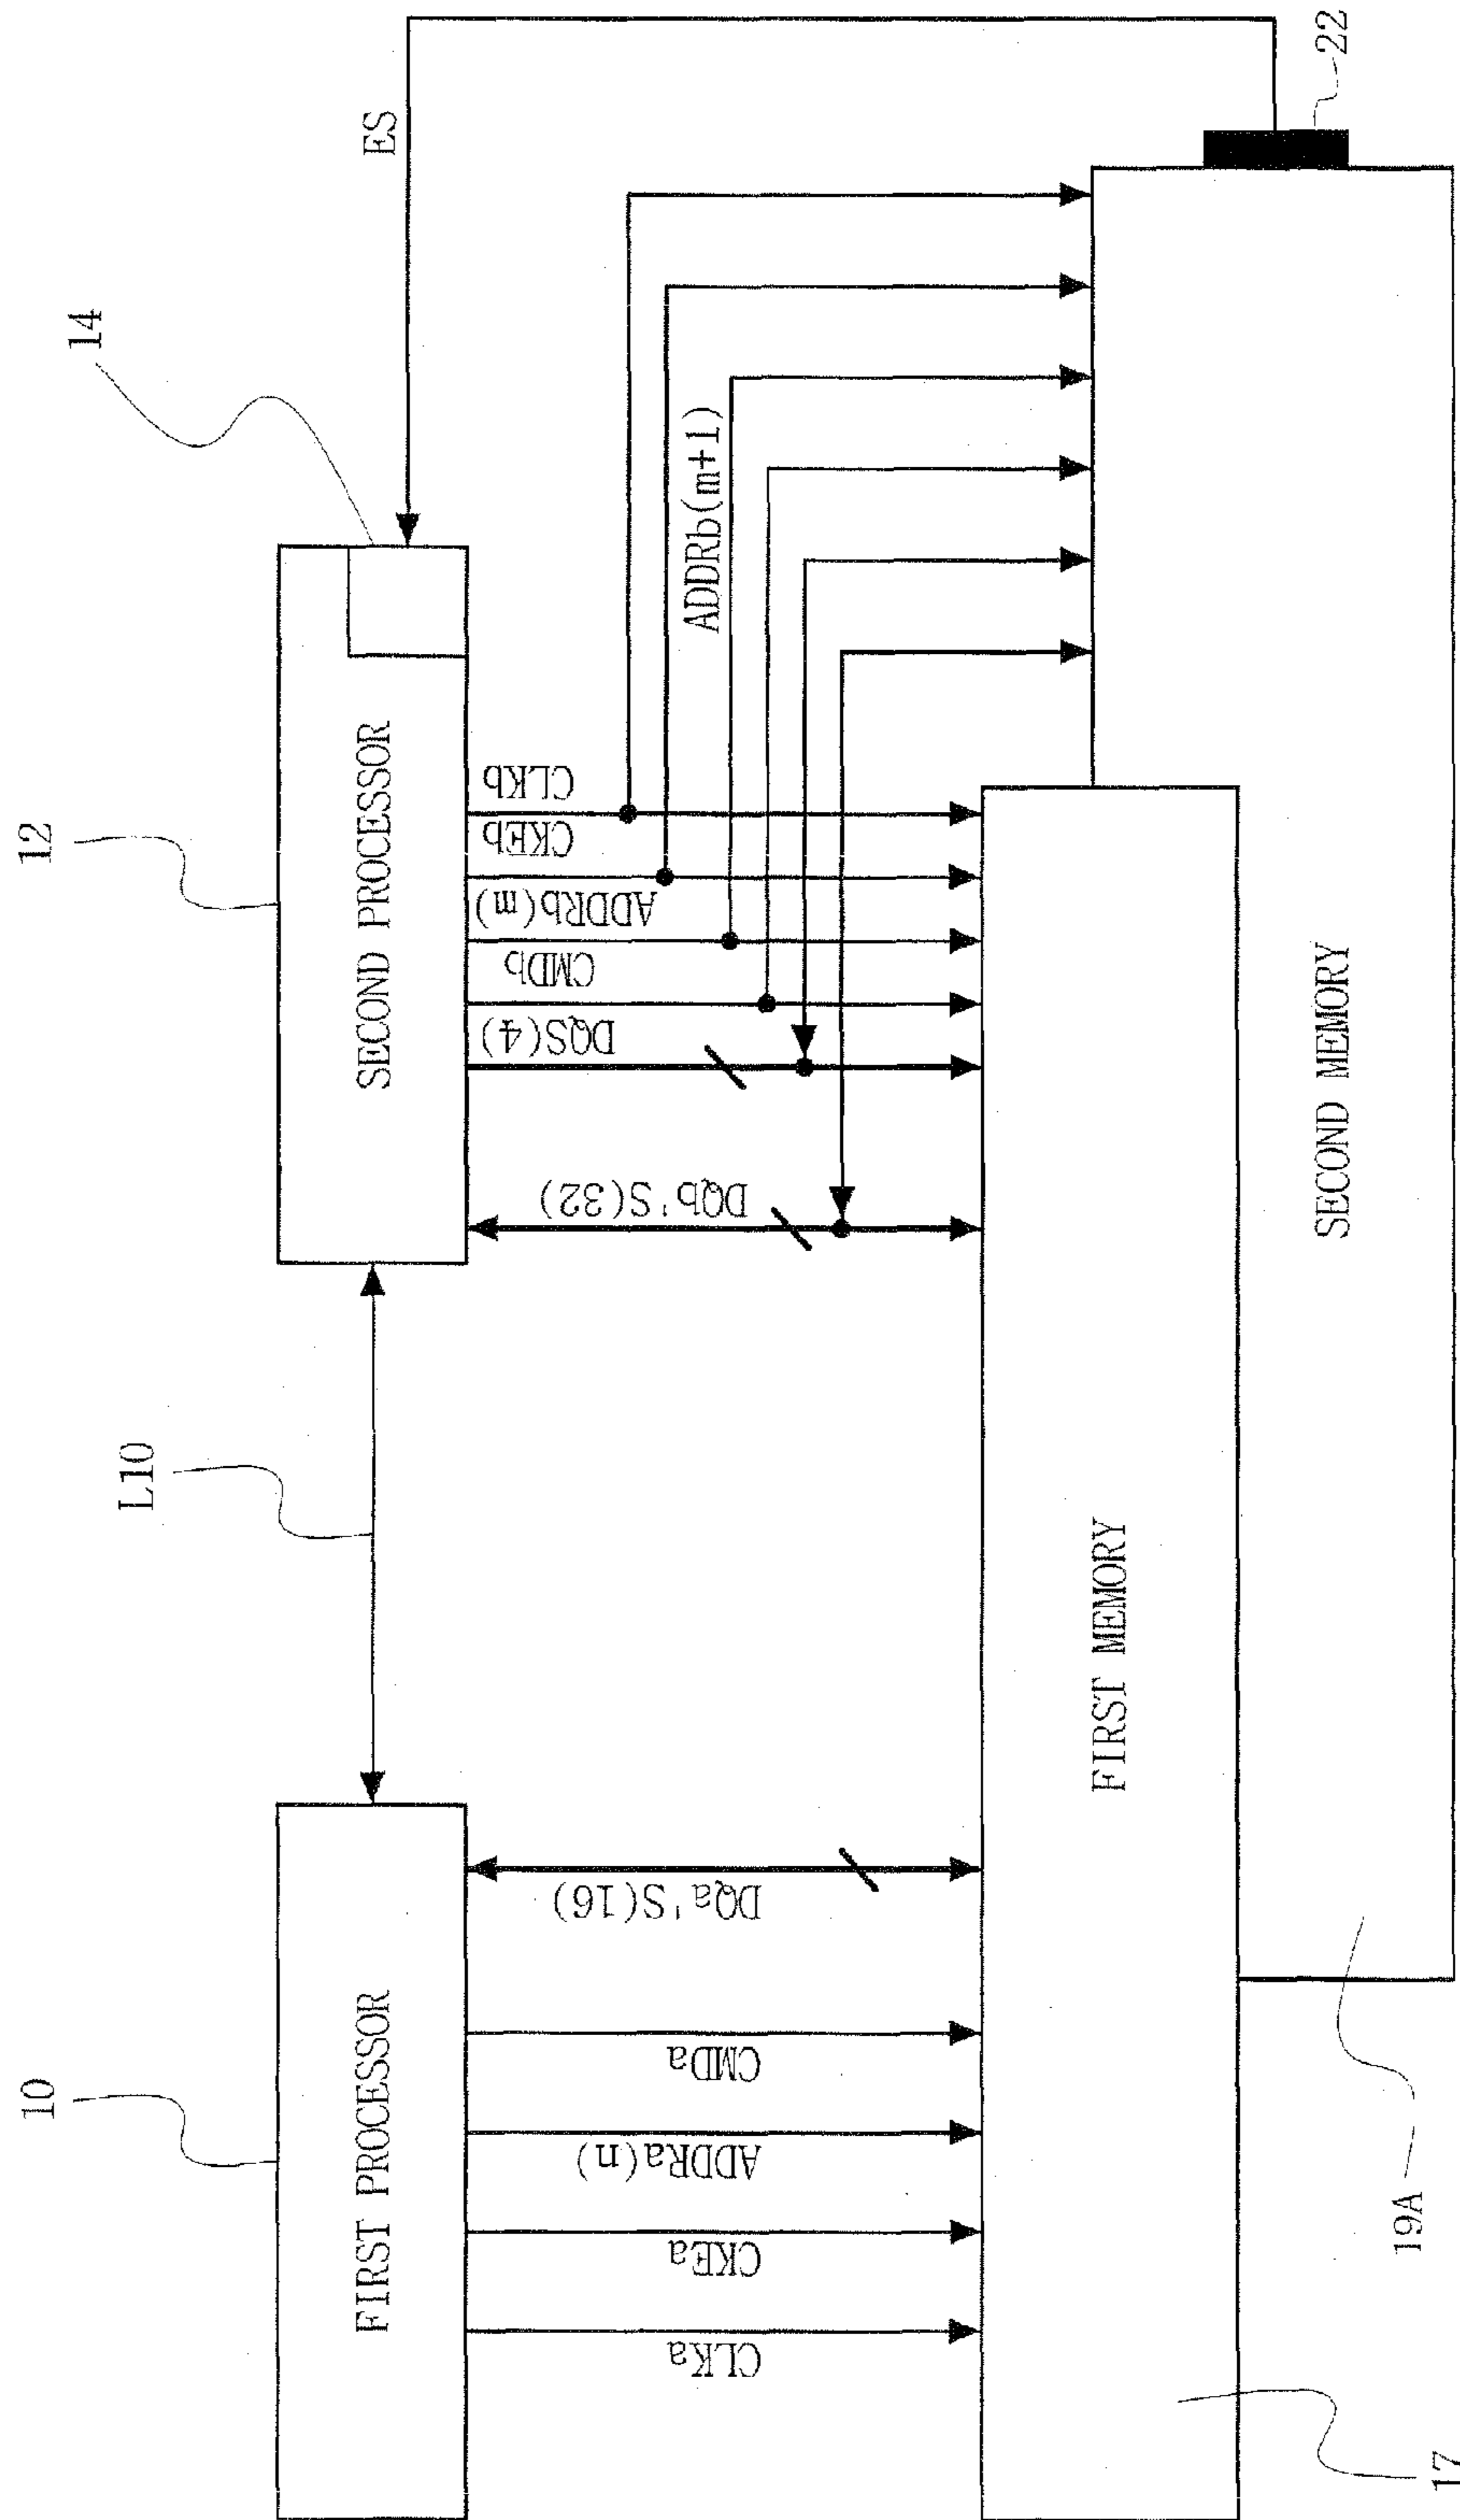 10
L10
12
14
FIRST PROCESSOR
SECOND PROCESSOR
ES
CLKa
CKEa
ADDRa(n)
CMDa
DQa'S(16)
DQb'S(32)
DQS(4)
CMDb
ADDRb(m)
CKEb
CLKb
ADDRb(m+1)
FIRST MEMORY
SECOND MEMORY
17
19A
22